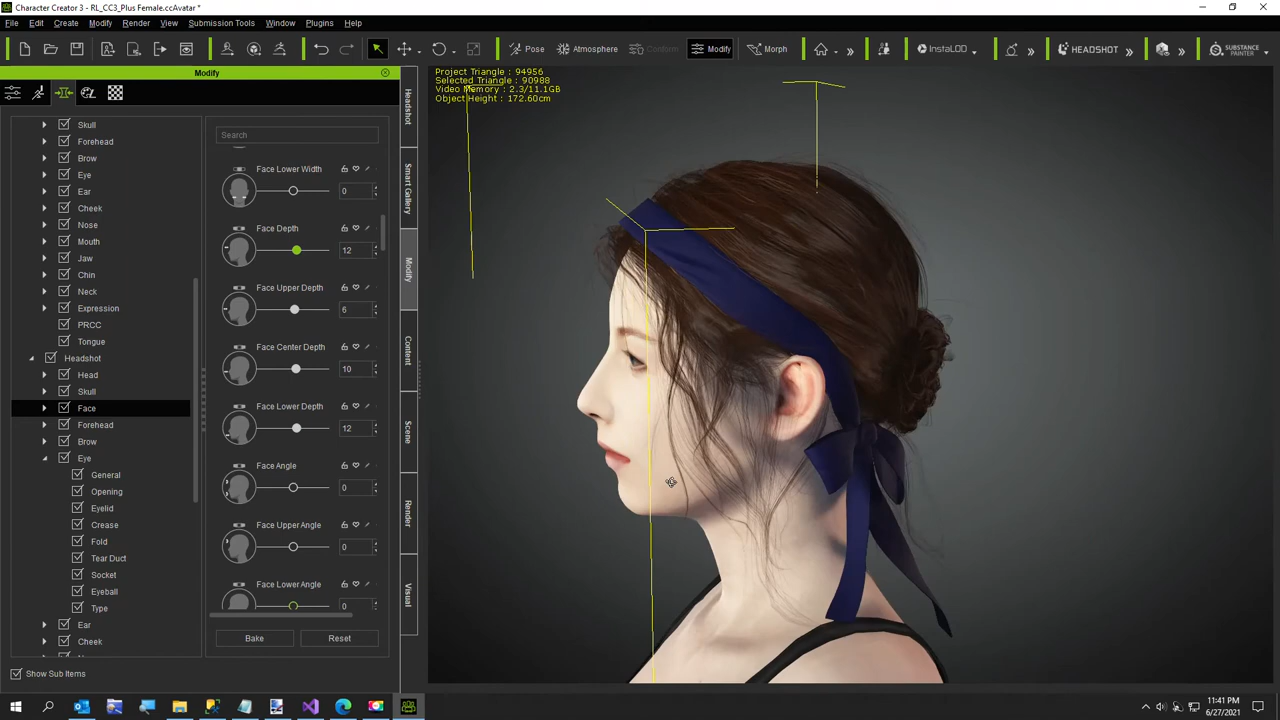 Character Creator 3 - RL_CC3_Plus Female.ccAvatar *
File Edit Create Modify Render View Submission Tools Window Plugins Help
Pose Atmosphere Conform Modify Morph InstaLOD HEADSHOT SUBSTANCE PAINTER
Modify
Project Triangle : 94956
Selected Triangle : 90988
Video Memory : 2.3/11.1GB
Object Height : 172.60cm
Skull
Forehead
Brow
Eye
Ear
Cheek
Nose
Mouth
Jaw
Chin
Neck
Expression
PRCC
Tongue
Headshot
Head
Skull
Face
Forehead
Brow
Eye
General
Opening
Eyelid
Crease
Fold
Tear Duct
Socket
Eyeball
Type
Ear
Cheek
Show Sub Items
Search
Face Lower Width
0
Face Depth
12
Face Upper Depth
6
Face Center Depth
10
Face Lower Depth
12
Face Angle
0
Face Upper Angle
0
Face Lower Angle
0
Bake Reset
Headshot
Smart Gallery
Modify
Content
Scene
Render
Visual
11:41 PM
6/27/2021